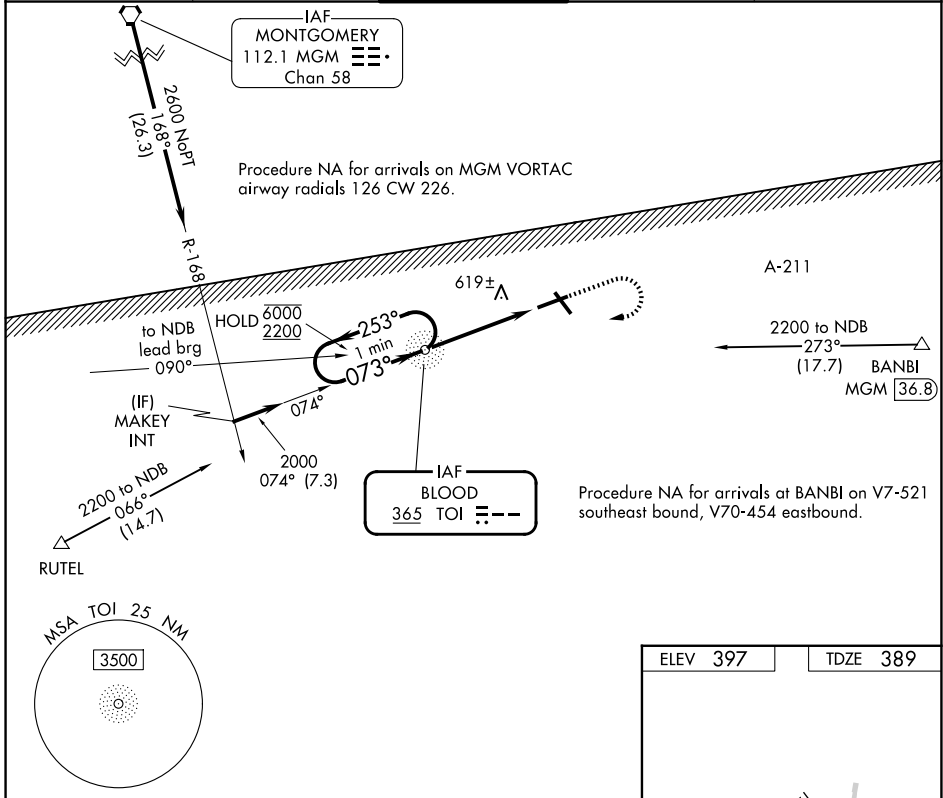 IAF
MONTGOMERY
112.1 MGM
Chan 58
2600 NoPT
168°
(26.3)
Procedure NA for arrivals on MGM VORTAC
airway radials 126 CW 226.
R-168
A-211
619±
HOLD 6000
2200
253°
1 min
073°
to NDB
lead brg
090°
2200 to NDB
273°
(17.7)
BANBI
MGM 36.8
(IF)
MAKEY
INT
074°
2000
074° (7.3)
IAF
BLOOD
365 TOI
2200 to NDB
066°
(14.7)
RUTEL
Procedure NA for arrivals at BANBI on V7-521
southeast bound, V70-454 eastbound.
MSA TOI 25 NM
3500
ELEV 397
TDZE 389